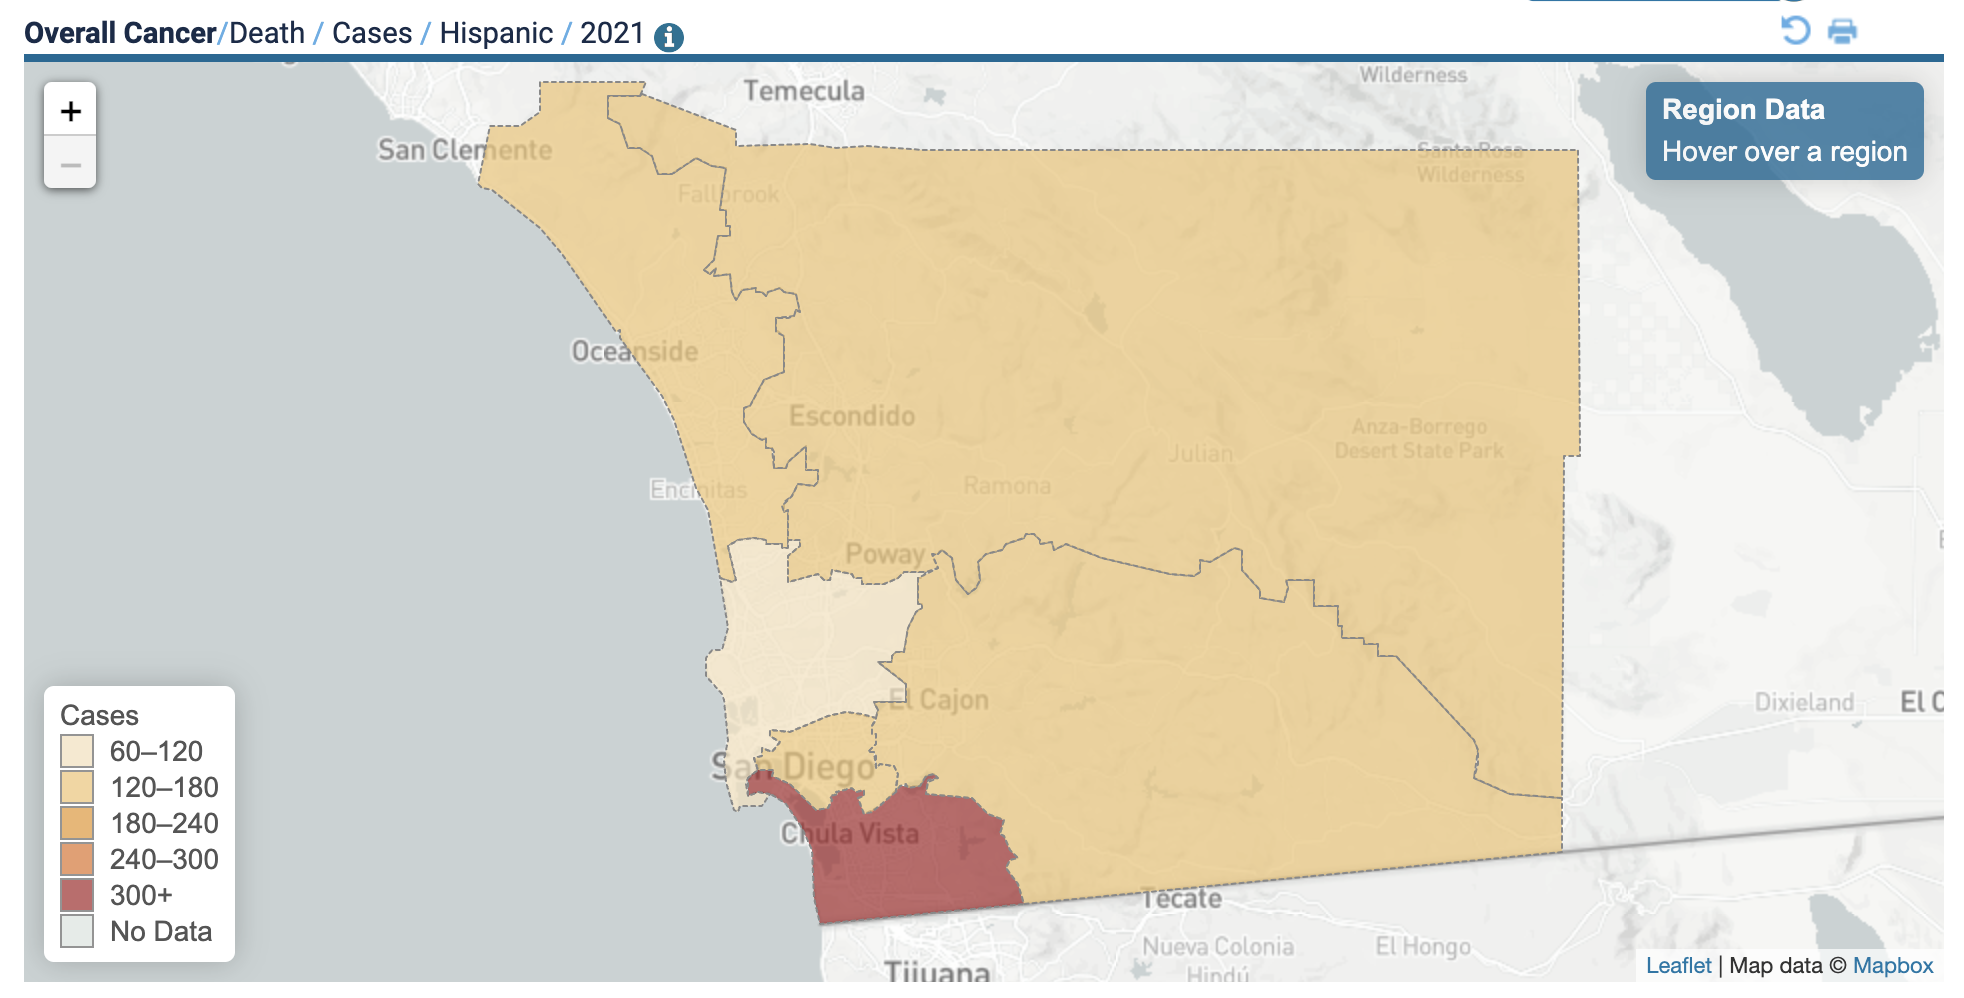 Overall Cancer/Death / Cases / Hispanic / 2021
Temecula
Wilderness
+
Region Data
Hover over a region
San Clemente
Santa Rosa
Wilderness
−
Fallbrook
Oceanside
Escondido
Anza-Borrego
Desert State Park
Julian
Encinitas
Ramona
Poway
El Cajon
Dixieland
El C
San Diego
Chula Vista
Cases
60–120
120–180
180–240
240–300
300+
No Data
Tecate
Nueva Colonia
Hindú
El Hongo
Tijuana
Leaflet | Map data © Mapbox